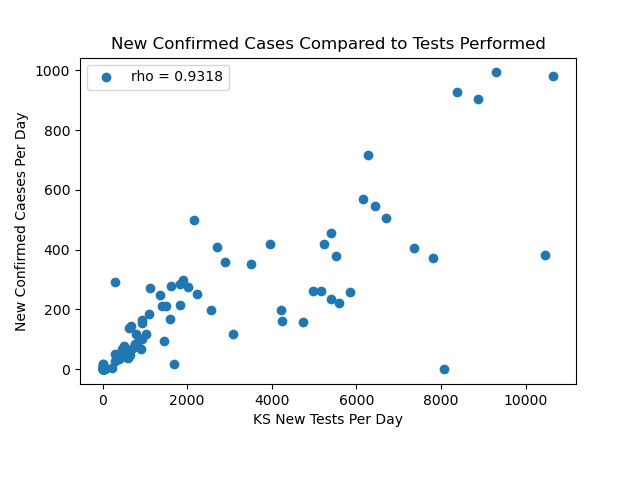 New Confirmed Cases Compared to Tests Performed
rho = 0.9318
New Confirmed Caeses Per Day
1000
800
600
400
200
0
0 2000 4000 6000 8000 10000
KS New Tests Per Day